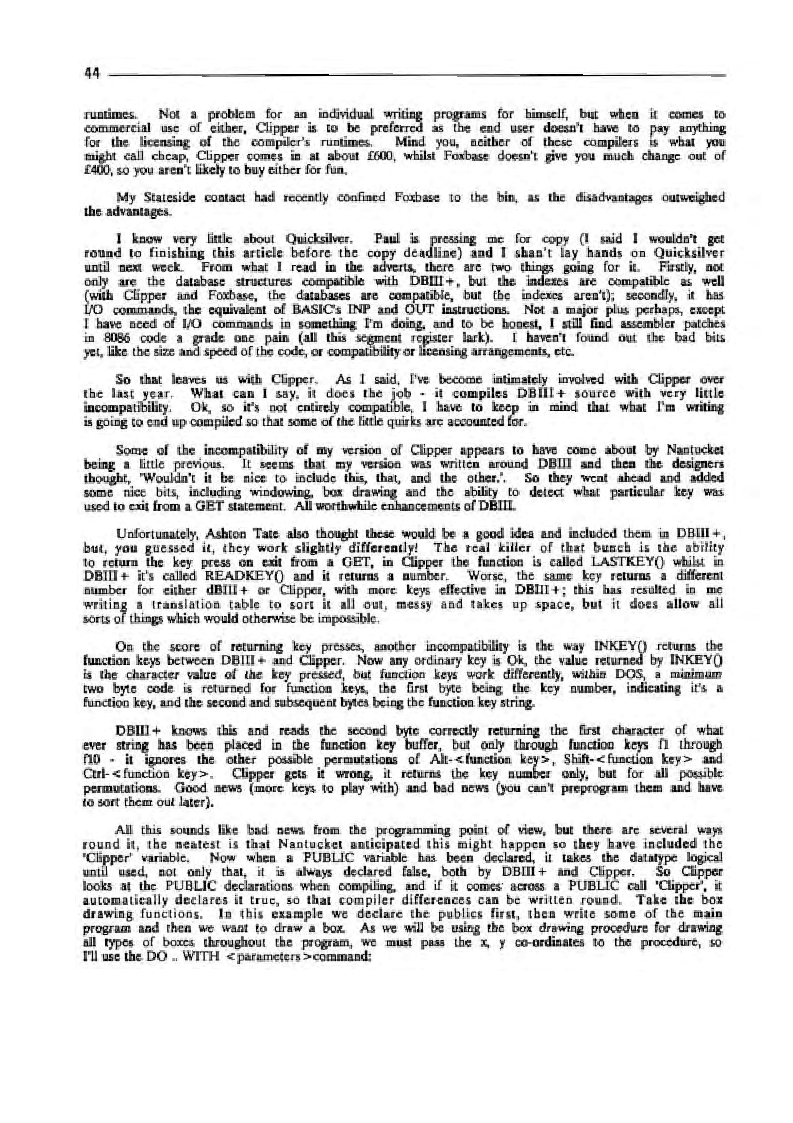 44
runtimes. Not a problem for an individual writing programs for himself, but when it comes to
commercial use of either, Clipper is to be preferred as the end user doesn't have to pay anything
for the licensing of the compiler's runtimes. Mind you, neither of these compilers is what you
might call cheap, Clipper comes in at about £600, whilst Foxbase doesn't give you much change out of
£400, so you aren't likely to buy either for fun.
My Stateside contact had recently confined Foxbase to the bin, as the disadvantages outweighed
the advantages.
I know very little about Quicksilver. Paul is pressing me for copy (I said I wouldn't get
round to finishing this article before the copy deadline) and I shan't lay hands on Quicksilver
until next week. From what I read in the adverts, there are two things going for it. Firstly, not
only are the database structures compatible with DBIII+, but the indexes are compatible as well
(with Clipper and Foxbase, the databases are compatible, but the indexes aren't); secondly, it has
I/O commands, the equivalent of BASIC's INP and OUT instructions. Not a major plus perhaps, except
I have need of I/O commands in something I'm doing, and to be honest, I still find assembler patches
in 8086 code a grade one pain (all this segment register lark). I haven't found out the bad bits
yet, like the size and speed of the code, or compatibility or licensing arrangements, etc.
So that leaves us with Clipper. As I said, I've become intimately involved with Clipper over
the last year. What can I say, it does the job - it compiles DBIII+ source with very little
incompatibility. Ok, so it's not entirely compatible, I have to keep in mind that what I'm writing
is going to end up compiled so that some of the little quirks are accounted for.
Some of the incompatibility of my version of Clipper appears to have come about by Nantucket
being a little previous. It seems that my version was written around DBIII and then the designers
thought, 'Wouldn't it be nice to include this, that, and the other.'. So they went ahead and added
some nice bits, including windowing, box drawing and the ability to detect what particular key was
used to exit from a GET statement. All worthwhile enhancements of DBIII.
Unfortunately, Ashton Tate also thought these would be a good idea and included them in DBIII+,
but, you guessed it, they work slightly differently! The real killer of that bunch is the ability
to return the key press on exit from a GET, in Clipper the function is called LASTKEY() whilst in
DBIII+ it's called READKEY() and it returns a number. Worse, the same key returns a different
number for either dBIII+ or Clipper, with more keys effective in DBIII+; this has resulted in me
writing a translation table to sort it all out, messy and takes up space, but it does allow all
sorts of things which would otherwise be impossible.
On the score of returning key presses, another incompatibility is the way INKEY() returns the
function keys between DBIII+ and Clipper. Now any ordinary key is Ok, the value returned by INKEY()
is the character value of the key pressed, but function keys work differently, within DOS, a minimum
two byte code is returned for function keys, the first byte being the key number, indicating it's a
function key, and the second and subsequent bytes being the function key string.
DBIII+ knows this and reads the second byte correctly returning the first character of what
ever string has been placed in the function key buffer, but only through function keys f1 through
f10 - it ignores the other possible permutations of Alt-<function key>, Shift-<function key> and
Ctrl-<function key>. Clipper gets it wrong, it returns the key number only, but for all possible
permutations. Good news (more keys to play with) and bad news (you can't preprogram them and have
to sort them out later).
All this sounds like bad news from the programming point of view, but there are several ways
round it, the neatest is that Nantucket anticipated this might happen so they have included the
'Clipper' variable. Now when a PUBLIC variable has been declared, it takes the datatype logical
until used, not only that, it is always declared false, both by DBIII+ and Clipper. So Clipper
looks at the PUBLIC declarations when compiling, and if it comes across a PUBLIC call 'Clipper', it
automatically declares it true, so that compiler differences can be written round. Take the box
drawing functions. In this example we declare the publics first, then write some of the main
program and then we want to draw a box. As we will be using the box drawing procedure for drawing
all types of boxes throughout the program, we must pass the x, y co-ordinates to the procedure, so
I'll use the DO .. WITH <parameters>command: